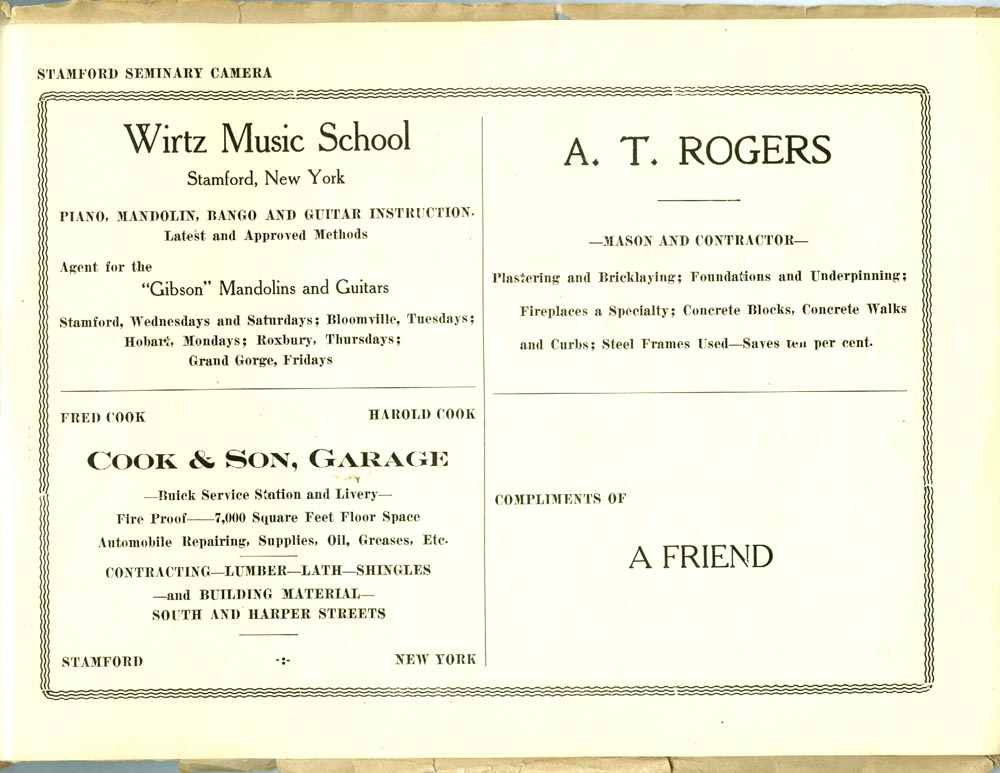 STAMFORD SEMINARY CAMERA
Wirtz Music School
Stamford, New York
PIANO, MANDOLIN, BANGO AND GUITAR INSTRUCTION.
Latest and Approved Methods
Agent for the
"Gibson" Mandolins and Guitars
Stamford, Wednesdays and Saturdays; Bloomville, Tuesdays;
Hobart, Mondays; Roxbury, Thursdays;
Grand Gorge, Fridays
FRED COOK HAROLD COOK
COOK & SON, GARAGE
—Buick Service Station and Livery—
Fire Proof——7,000 Square Feet Floor Space
Automobile Repairing, Supplies, Oil, Greases, Etc.
CONTRACTING—LUMBER—LATH—SHINGLES
—and BUILDING MATERIAL—
SOUTH AND HARPER STREETS
STAMFORD -:- NEW YORK
A. T. ROGERS
—MASON AND CONTRACTOR—
Plastering and Bricklaying; Foundations and Underpinning;
Fireplaces a Specialty; Concrete Blocks, Concrete Walks
and Curbs; Steel Frames Used—Saves ten per cent.
COMPLIMENTS OF
A FRIEND